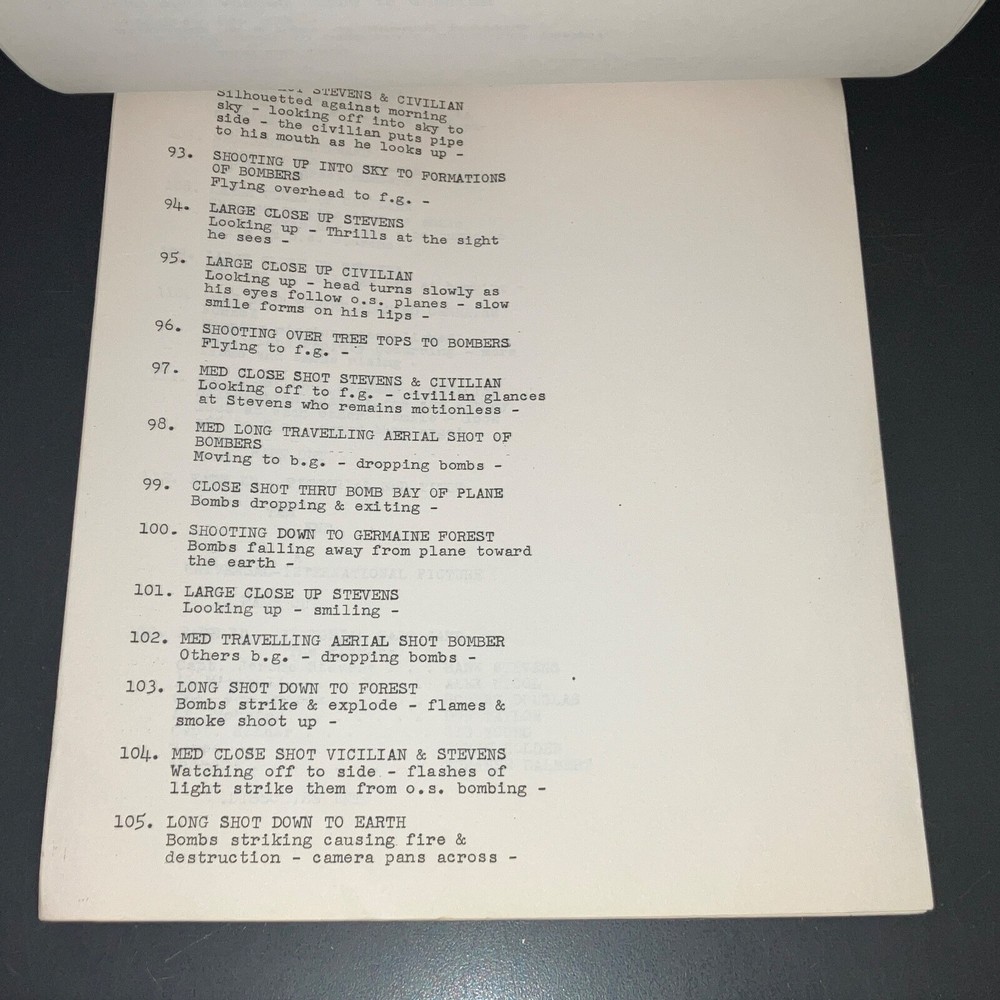 STEVENS & CIVILIAN
Silhouetted against morning
sky - looking off into sky to
side - the civilian puts pipe
to his mouth as he looks up -
93. SHOOTING UP INTO SKY TO FORMATIONS
OF BOMBERS
Flying overhead to f.g. -
94. LARGE CLOSE UP STEVENS
Looking up - Thrills at the sight
he sees -
95. LARGE CLOSE UP CIVILIAN
Looking up - head turns slowly as
his eyes follow o.s. planes - slow
smile forms on his lips -
96. SHOOTING OVER TREE TOPS TO BOMBERS
Flying to f.g. -
97. MED CLOSE SHOT STEVENS & CIVILIAN
Looking off to f.g. - civilian glances
at Stevens who remains motionless -
98. MED LONG TRAVELLING AERIAL SHOT OF
BOMBERS
Moving to b.g. - dropping bombs -
99. CLOSE SHOT THRU BOMB BAY OF PLANE
Bombs dropping & exiting -
100. SHOOTING DOWN TO GERMAINE FOREST
Bombs falling away from plane toward
the earth -
101. LARGE CLOSE UP STEVENS
Looking up - smiling -
102. MED TRAVELLING AERIAL SHOT BOMBER
Others b.g. - dropping bombs -
103. LONG SHOT DOWN TO FOREST
Bombs strike & explode - flames &
smoke shoot up -
104. MED CLOSE SHOT VICILIAN & STEVENS
Watching off to side - flashes of
light strike them from o.s. bombing -
105. LONG SHOT DOWN TO EARTH
Bombs striking causing fire &
destruction - camera pans across -